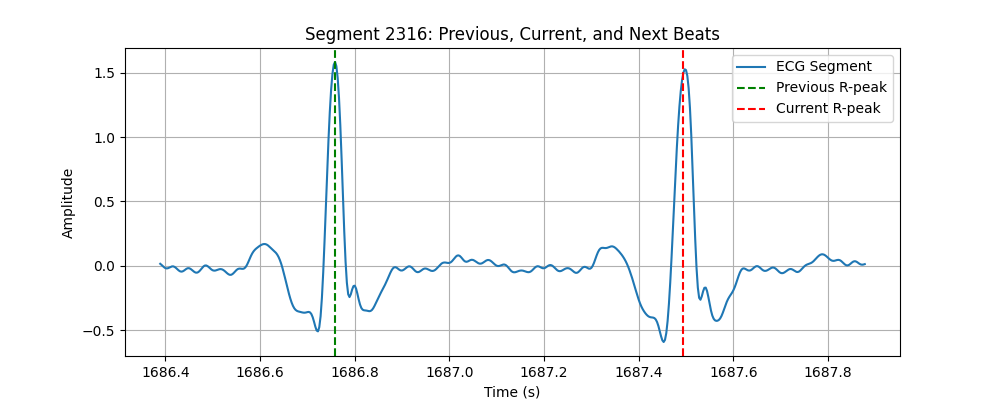 Segment 2316: Previous, Current, and Next Beats
ECG Segment
Previous R-peak
Current R-peak
Amplitude
1.5
1.0
0.5
0.0
−0.5
1686.4 1686.6 1686.8 1687.0 1687.2 1687.4 1687.6 1687.8
Time (s)